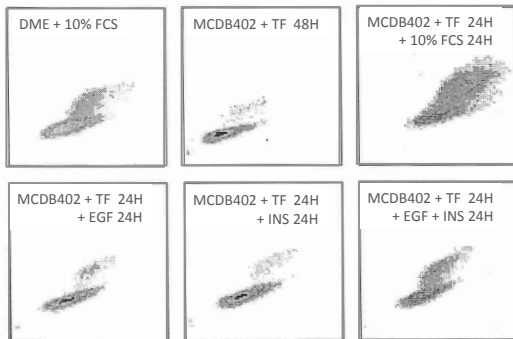 DME + 10% FCS
MCDB402 + TF 48H
MCDB402 + TF 24H
+ 10% FCS 24H
MCDB402 + TF 24H
+ EGF 24H
MCDB402 + TF 24H
+ INS 24H
MCDB402 + TF 24H
+ EGF + INS 24H